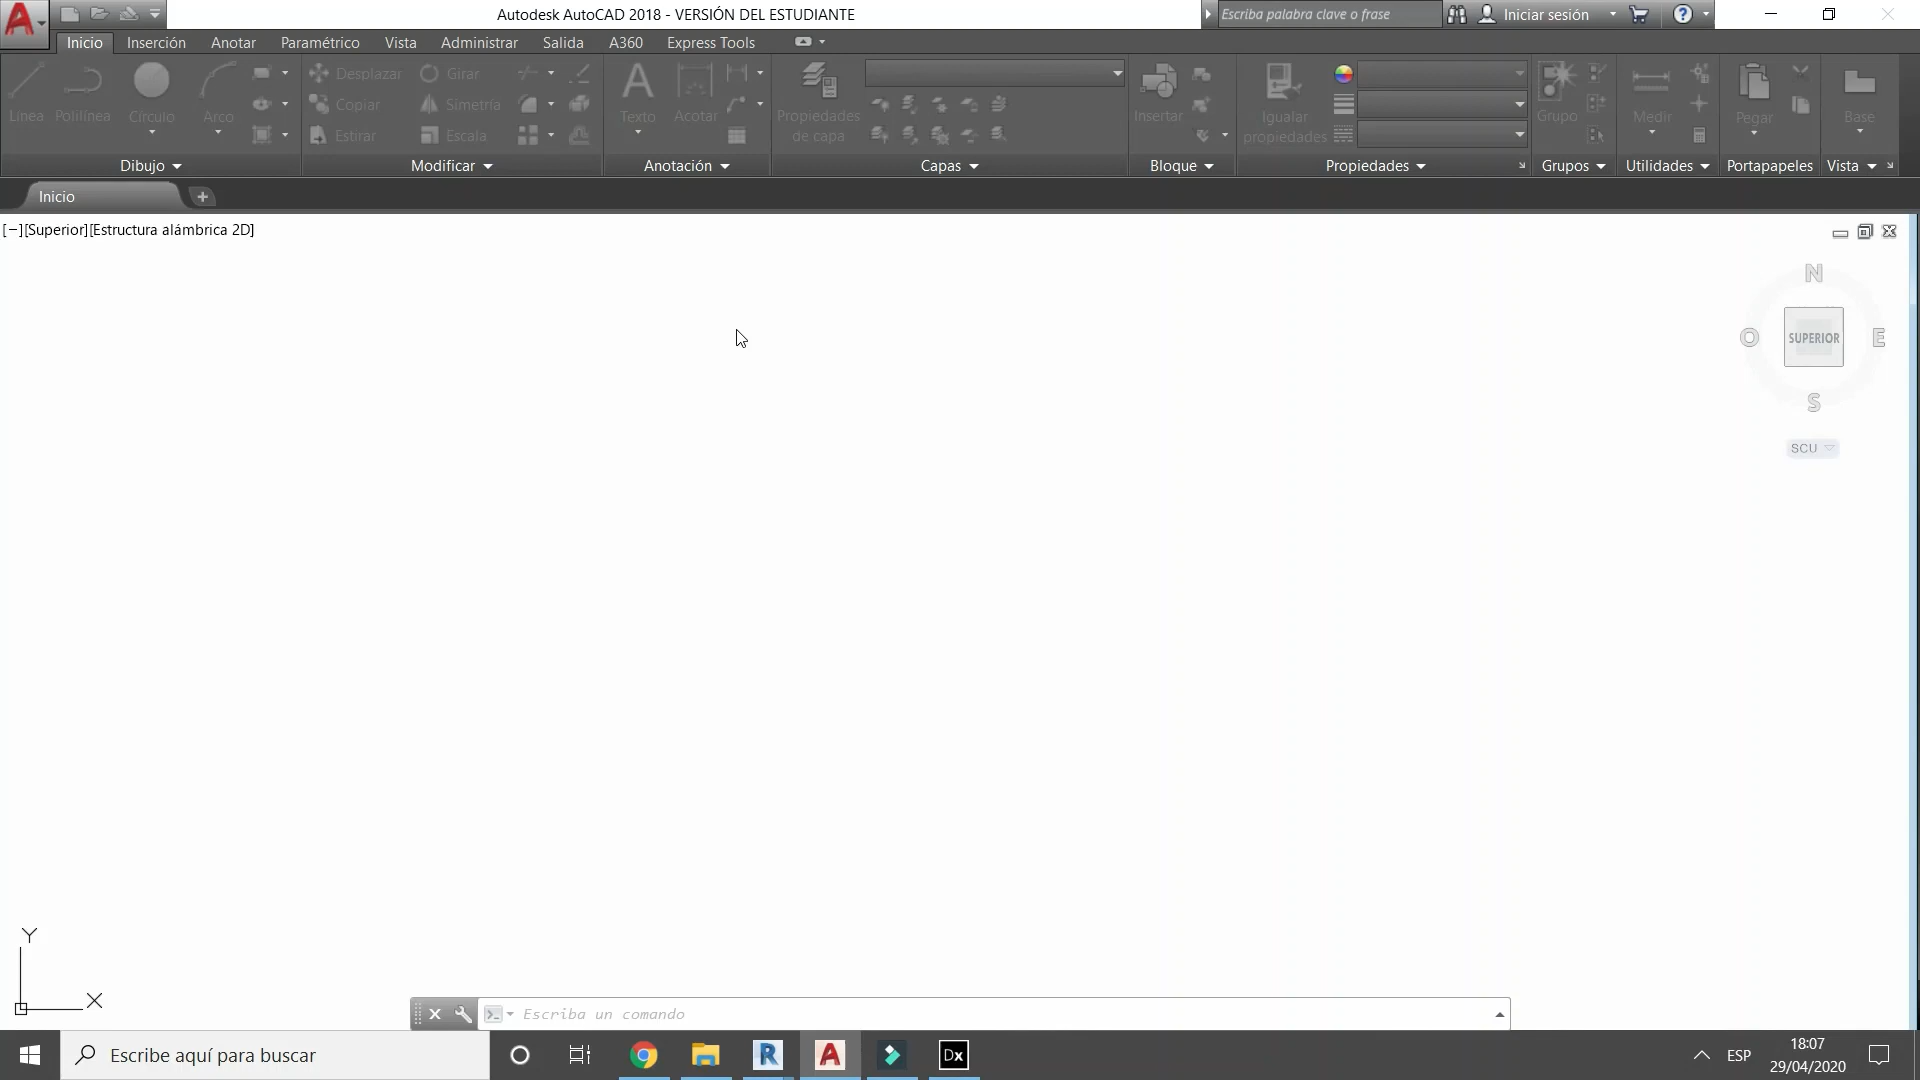 Autodesk AutoCAD 2018 - VERSIÓN DEL ESTUDIANTE
Escriba palabra clave o frase
Iniciar sesión
Inicio Inserción Anotar Paramétrico Vista Administrar Salida A360 Express Tools
Línea Polilínea Círculo Arco
Desplazar Girar
Copiar Simetría
Estirar Escala
Texto Acotar
Propiedades
de capa
Insertar
Igualar
propiedades
Grupo
Medir
Pegar
Base
Dibujo Modificar Anotación Capas Bloque Propiedades Grupos Utilidades Portapapeles Vista
Inicio
[−][Superior][Estructura alámbrica 2D]
N
O SUPERIOR E
S
SCU
Y
X
Escriba un comando
Escribe aquí para buscar
R A Dx
ESP
18:07
29/04/2020